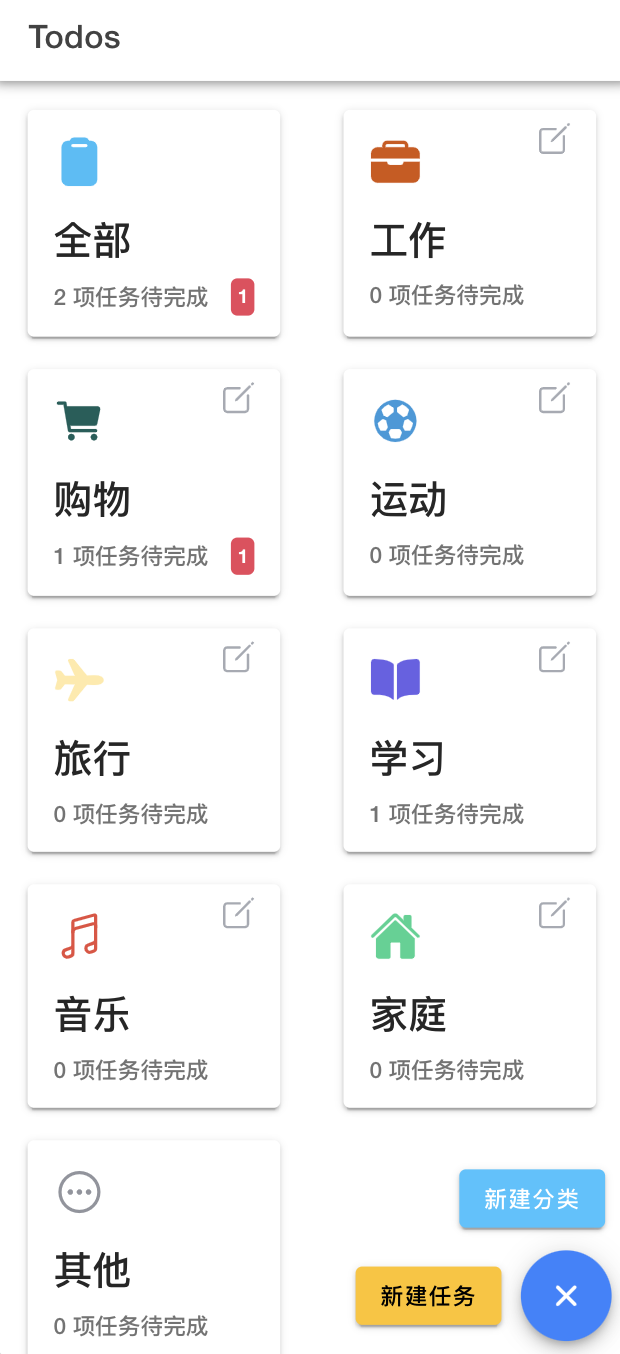 Todos
全部
2 项任务待完成 1
工作
0 项任务待完成
购物
1 项任务待完成 1
运动
0 项任务待完成
旅行
0 项任务待完成
学习
1 项任务待完成
音乐
0 项任务待完成
家庭
0 项任务待完成
其他
0 项任务待完成
新建分类
新建任务